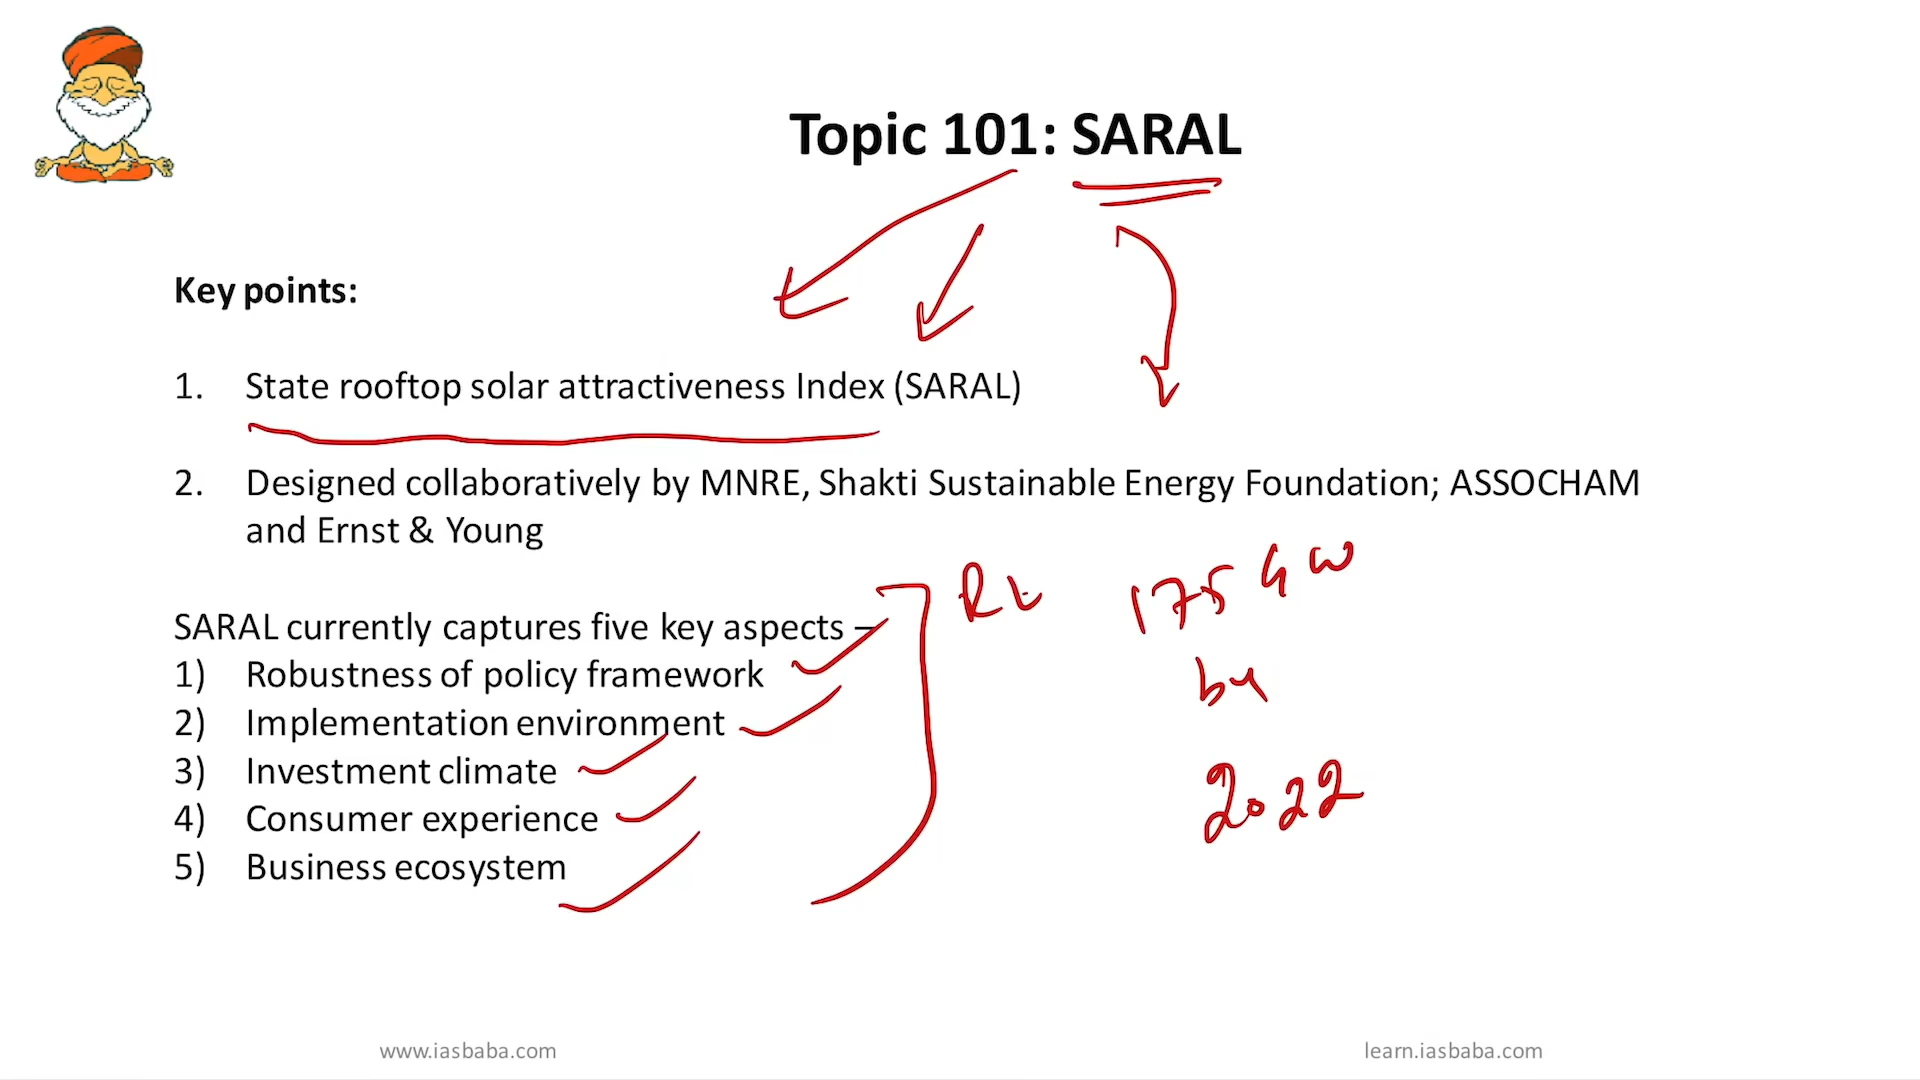 Topic 101: SARAL
Key points:
1. State rooftop solar attractiveness Index (SARAL)
2. Designed collaboratively by MNRE, Shakti Sustainable Energy Foundation; ASSOCHAM
and Ernst & Young
SARAL currently captures five key aspects –
1) Robustness of policy framework
2) Implementation environment
3) Investment climate
4) Consumer experience
5) Business ecosystem
RE 175 GW
by
2022
www.iasbaba.com
learn.iasbaba.com